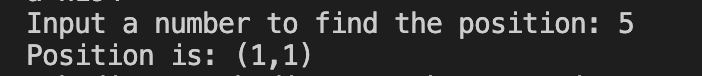 Input a number to find the position: 5
Position is: (1,1)